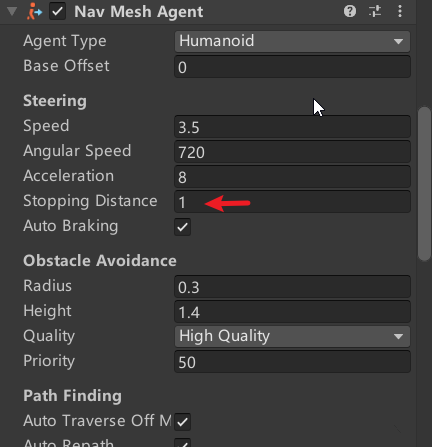 Nav Mesh Agent
Agent Type Humanoid
Base Offset 0
Steering
Speed 3.5
Angular Speed 720
Acceleration 8
Stopping Distance 1
Auto Braking
Obstacle Avoidance
Radius 0.3
Height 1.4
Quality High Quality
Priority 50
Path Finding
Auto Traverse Off M
Auto Repath